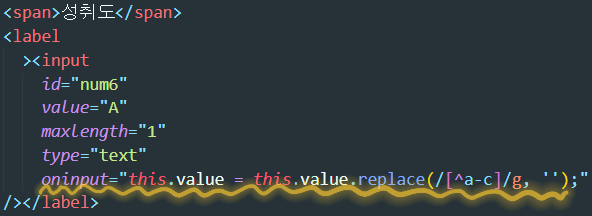 <span>성취도</span>
<label
><input
id="num6"
value="A"
maxlength="1"
type="text"
oninput="this.value = this.value.replace(/[^a-c]/g, '');"
/></label>